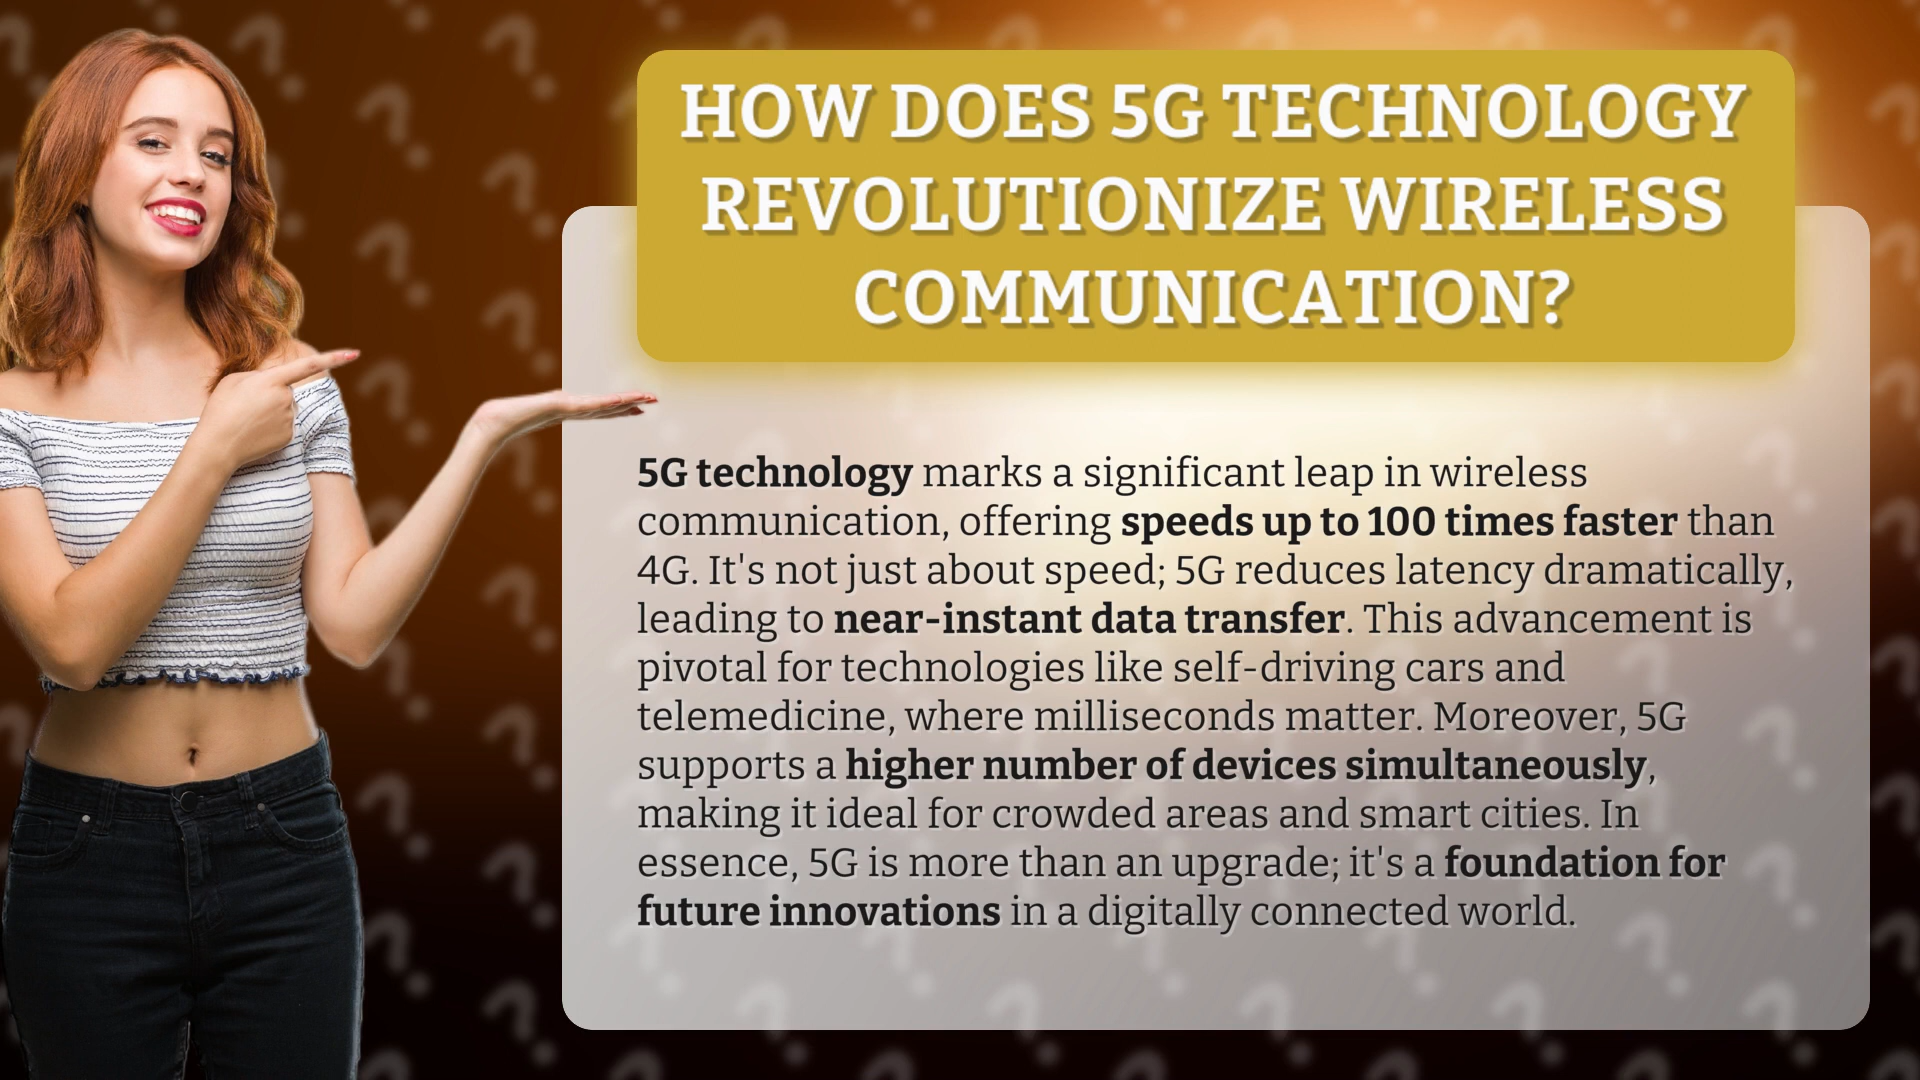 HOW DOES 5G TECHNOLOGY
REVOLUTIONIZE WIRELESS
COMMUNICATION?
5G technology marks a significant leap in wireless
communication, offering speeds up to 100 times faster than
4G. It's not just about speed; 5G reduces latency dramatically,
leading to near-instant data transfer. This advancement is
pivotal for technologies like self-driving cars and
telemedicine, where milliseconds matter. Moreover, 5G
supports a higher number of devices simultaneously,
making it ideal for crowded areas and smart cities. In
essence, 5G is more than an upgrade; it's a foundation for
future innovations in a digitally connected world.